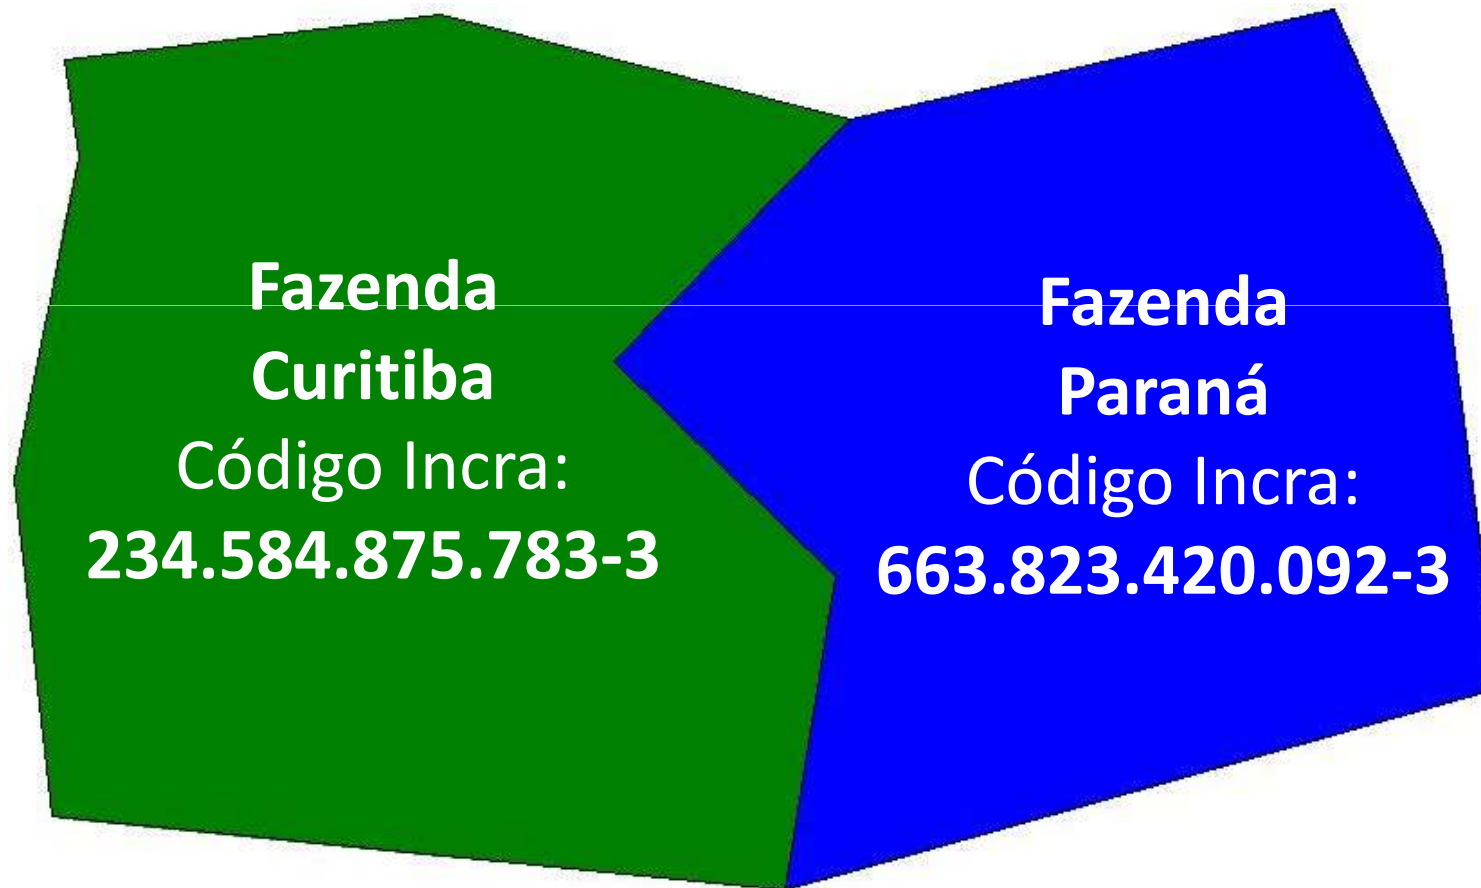 Fazenda
Curitiba
Código Incra:
234.584.875.783-3
Fazenda
Paraná
Código Incra:
663.823.420.092-3